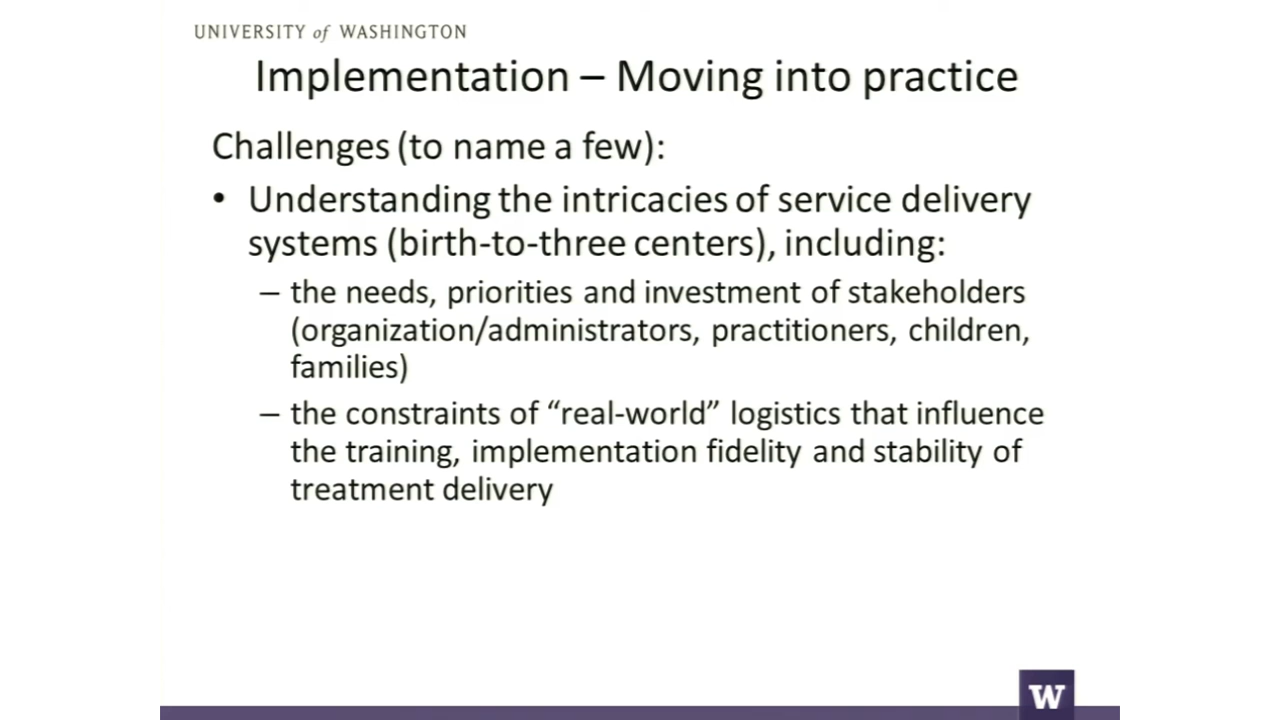 UNIVERSITY of WASHINGTON
Implementation – Moving into practice
Challenges (to name a few):
• Understanding the intricacies of service delivery
systems (birth-to-three centers), including:
– the needs, priorities and investment of stakeholders
(organization/administrators, practitioners, children,
families)
– the constraints of “real-world” logistics that influence
the training, implementation fidelity and stability of
treatment delivery
W